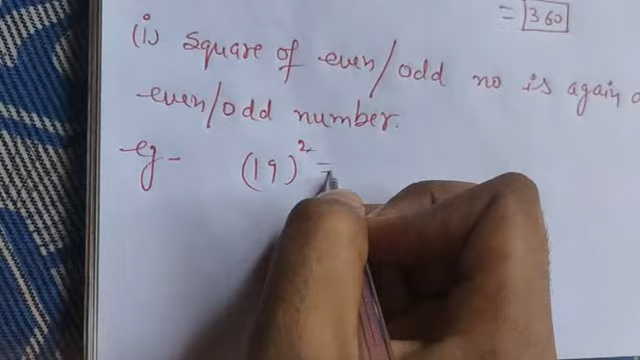 = 360
(i) Square of even/odd no is again a
even/odd number.
eg- (19)² =